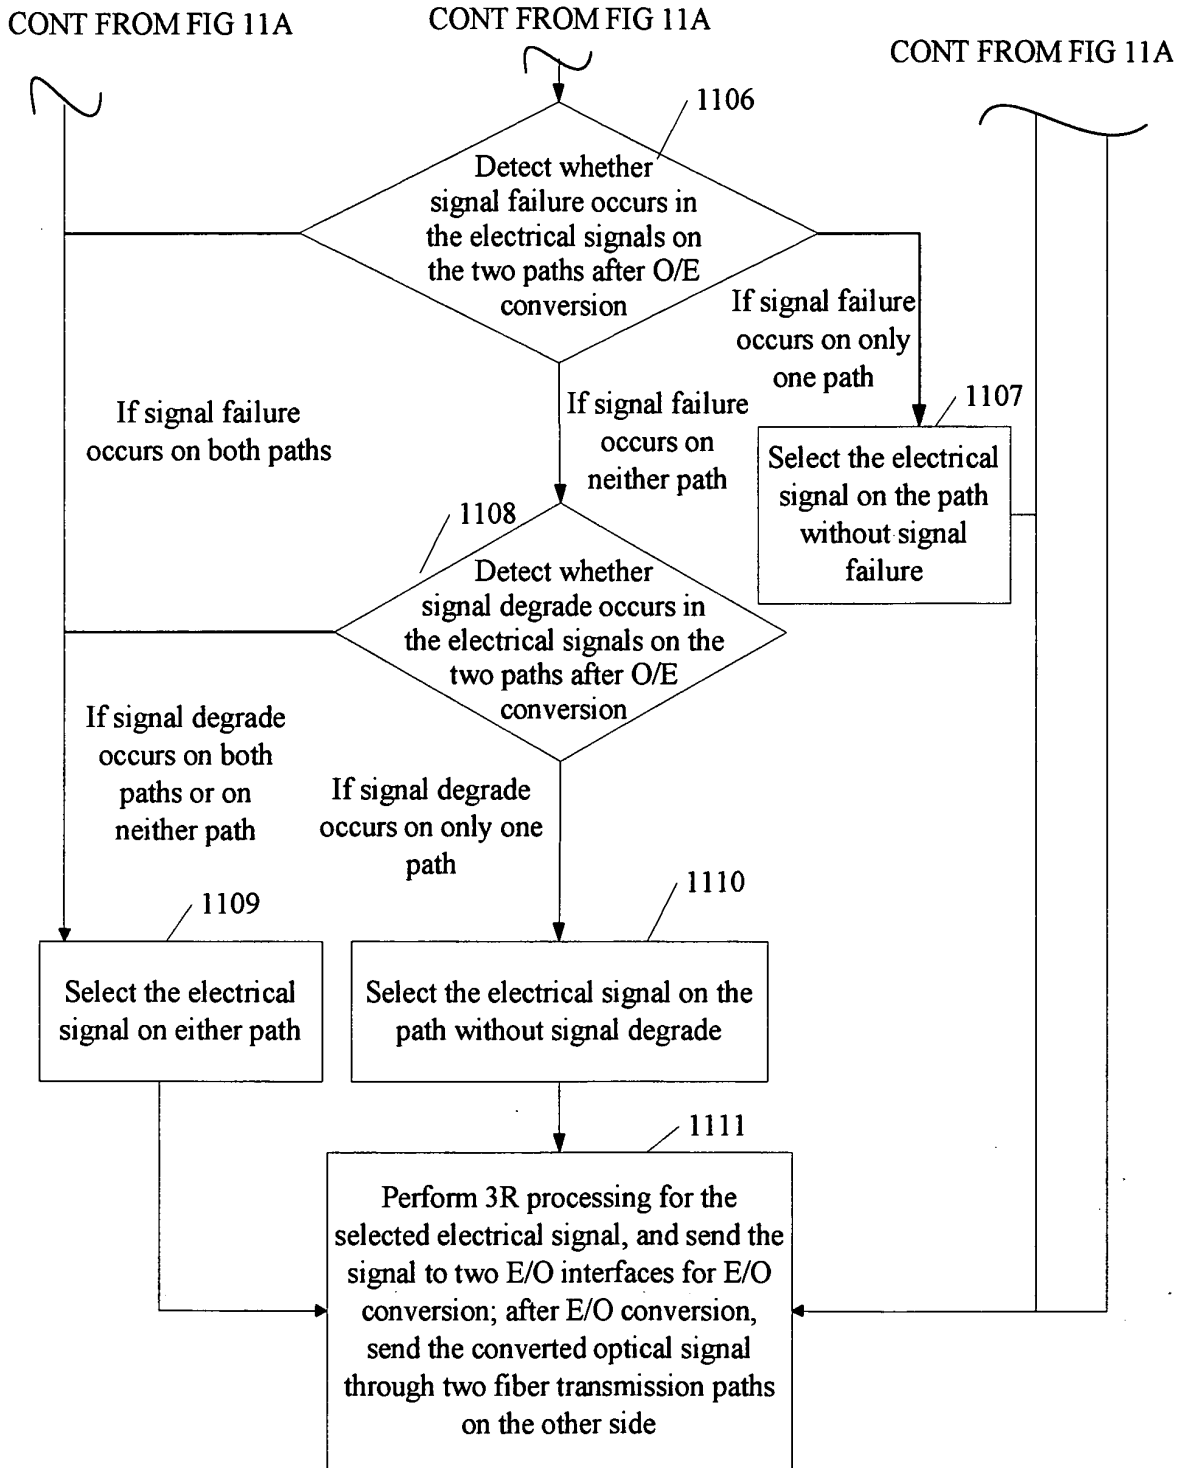 CONT FROM FIG 11A
CONT FROM FIG 11A
CONT FROM FIG 11A
1106
Detect whether
signal failure occurs in
the electrical signals on
the two paths after O/E
conversion
If signal failure
occurs on only
one path
If signal failure
occurs on both paths
If signal failure
occurs on
neither path
1107
Select the electrical
signal on the path
without signal
failure
1108
Detect whether
signal degrade occurs in
the electrical signals on the
two paths after O/E
conversion
If signal degrade
occurs on both
paths or on
neither path
If signal degrade
occurs on only one
path
1109
Select the electrical
signal on either path
1110
Select the electrical signal on the
path without signal degrade
1111
Perform 3R processing for the
selected electrical signal, and send the
signal to two E/O interfaces for E/O
conversion; after E/O conversion,
send the converted optical signal
through two fiber transmission paths
on the other side